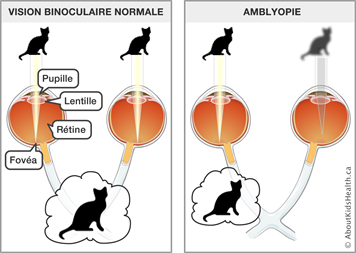 VISION BINOCULAIRE NORMALE
AMBLYOPIE
Pupille
Lentille
Rétine
Fovéa
© AboutKidsHealth.ca